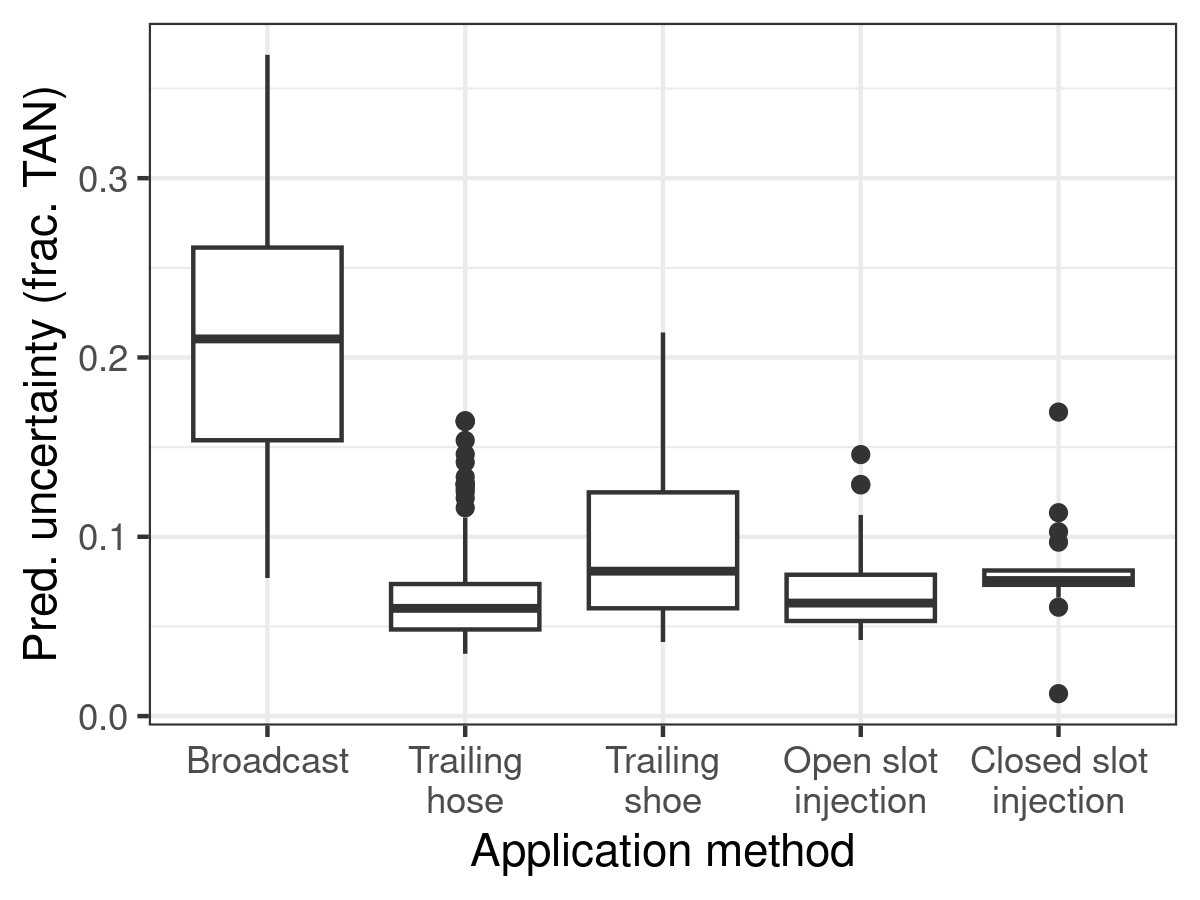 Pred. uncertainty (frac. TAN)
0.3
0.2
0.1
0.0
Broadcast
Trailing
hose
Trailing
shoe
Open slot
injection
Closed slot
injection
Application method